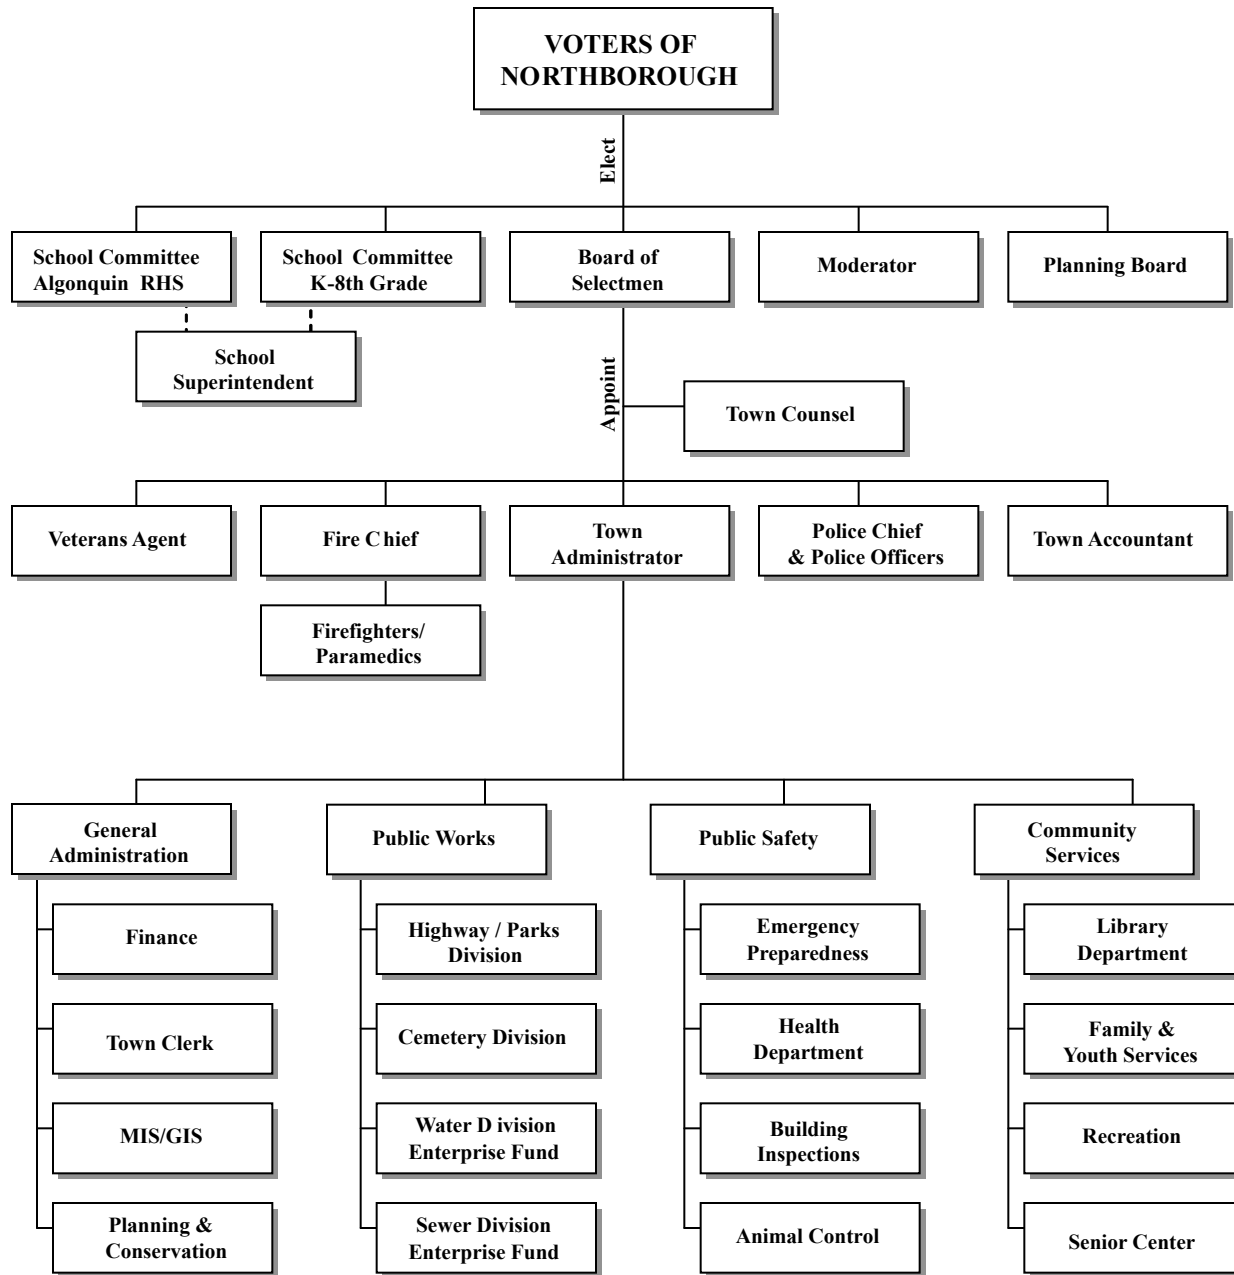 VOTERS OF
NORTHBOROUGH
Elect
School Committee
Algonquin RHS
School Committee
K-8th Grade
Board of
Selectmen
Moderator
Planning Board
School
Superintendent
Appoint
Town Counsel
Veterans Agent
Fire Chief
Town
Administrator
Police Chief
& Police Officers
Town Accountant
Firefighters/
Paramedics
General
Administration
Public Works
Public Safety
Community
Services
Finance
Highway / Parks
Division
Emergency
Preparedness
Library
Department
Town Clerk
Cemetery Division
Health
Department
Family &
Youth Services
MIS/GIS
Water Division
Enterprise Fund
Building
Inspections
Recreation
Planning &
Conservation
Sewer Division
Enterprise Fund
Animal Control
Senior Center